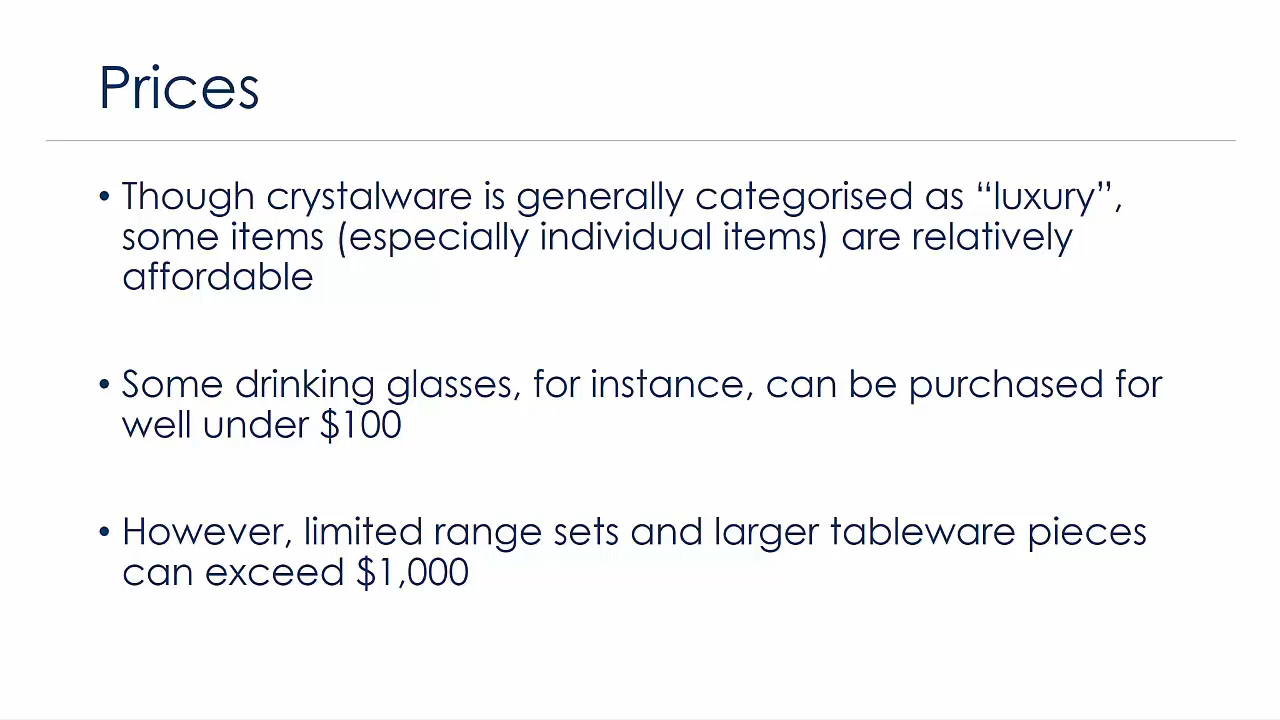 Prices
• Though crystalware is generally categorised as “luxury”,
some items (especially individual items) are relatively
affordable
• Some drinking glasses, for instance, can be purchased for
well under $100
• However, limited range sets and larger tableware pieces
can exceed $1,000